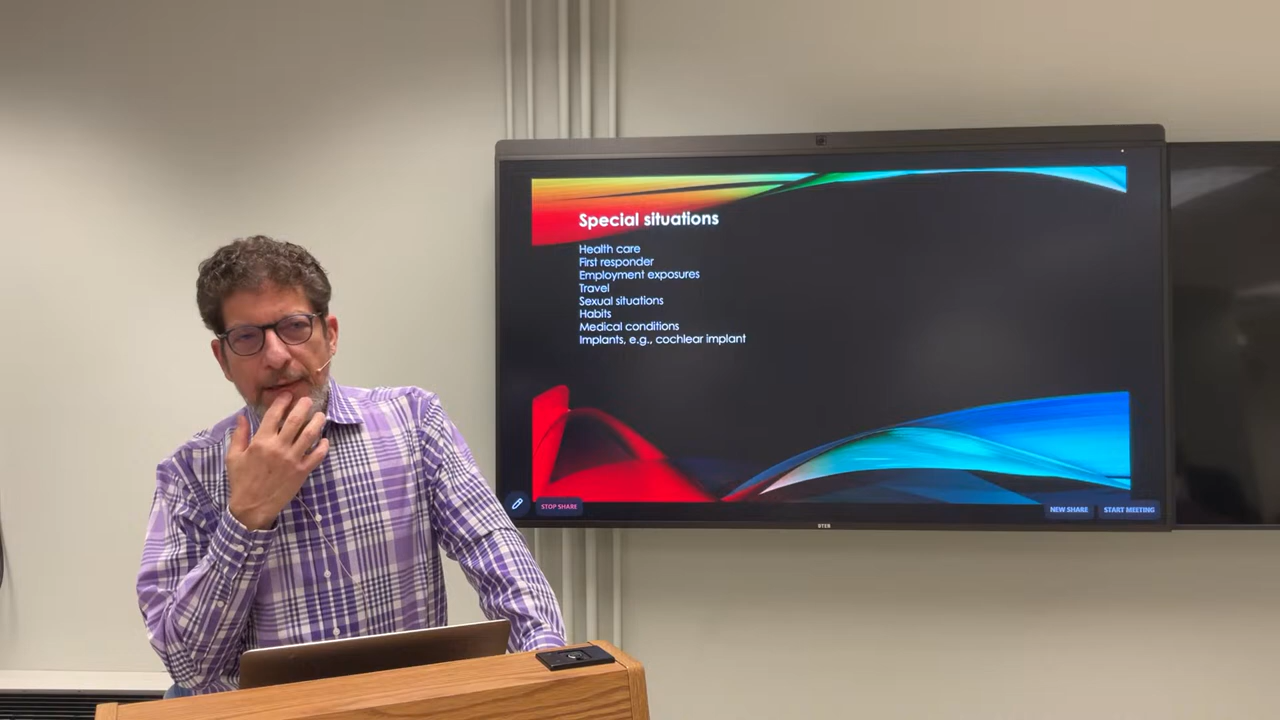 Special situations
Health care
First responder
Employment exposures
Travel
Sexual situations
Habits
Medical conditions
Implants, e.g., cochlear implant
STOP SHARE
NEW SHARE
START MEETING
DTEN